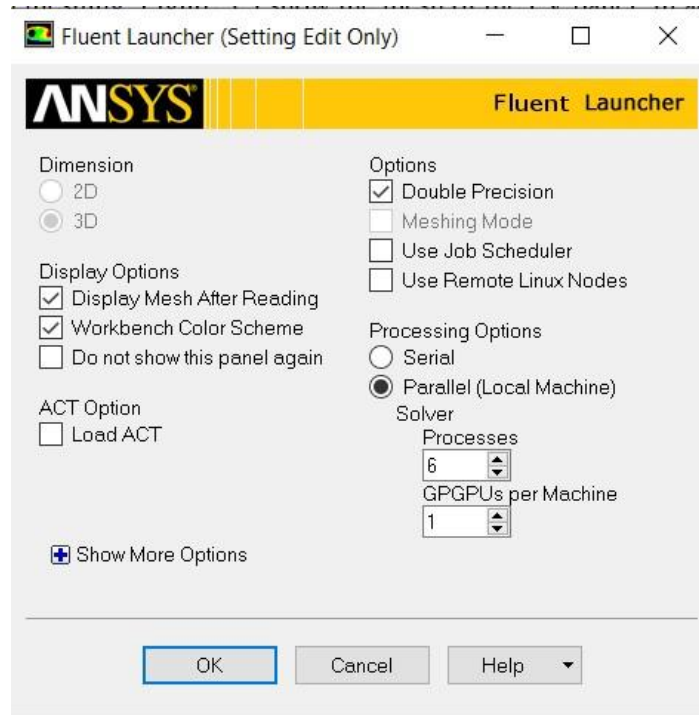 Fluent Launcher (Setting Edit Only)
ANSYS
Fluent Launcher
Dimension
2D
3D
Display Options
Display Mesh After Reading
Workbench Color Scheme
Do not show this panel again
ACT Option
Load ACT
Show More Options
Options
Double Precision
Meshing Mode
Use Job Scheduler
Use Remote Linux Nodes
Processing Options
Serial
Parallel (Local Machine)
Solver
Processes
6
GPGPUs per Machine
1
OK
Cancel
Help